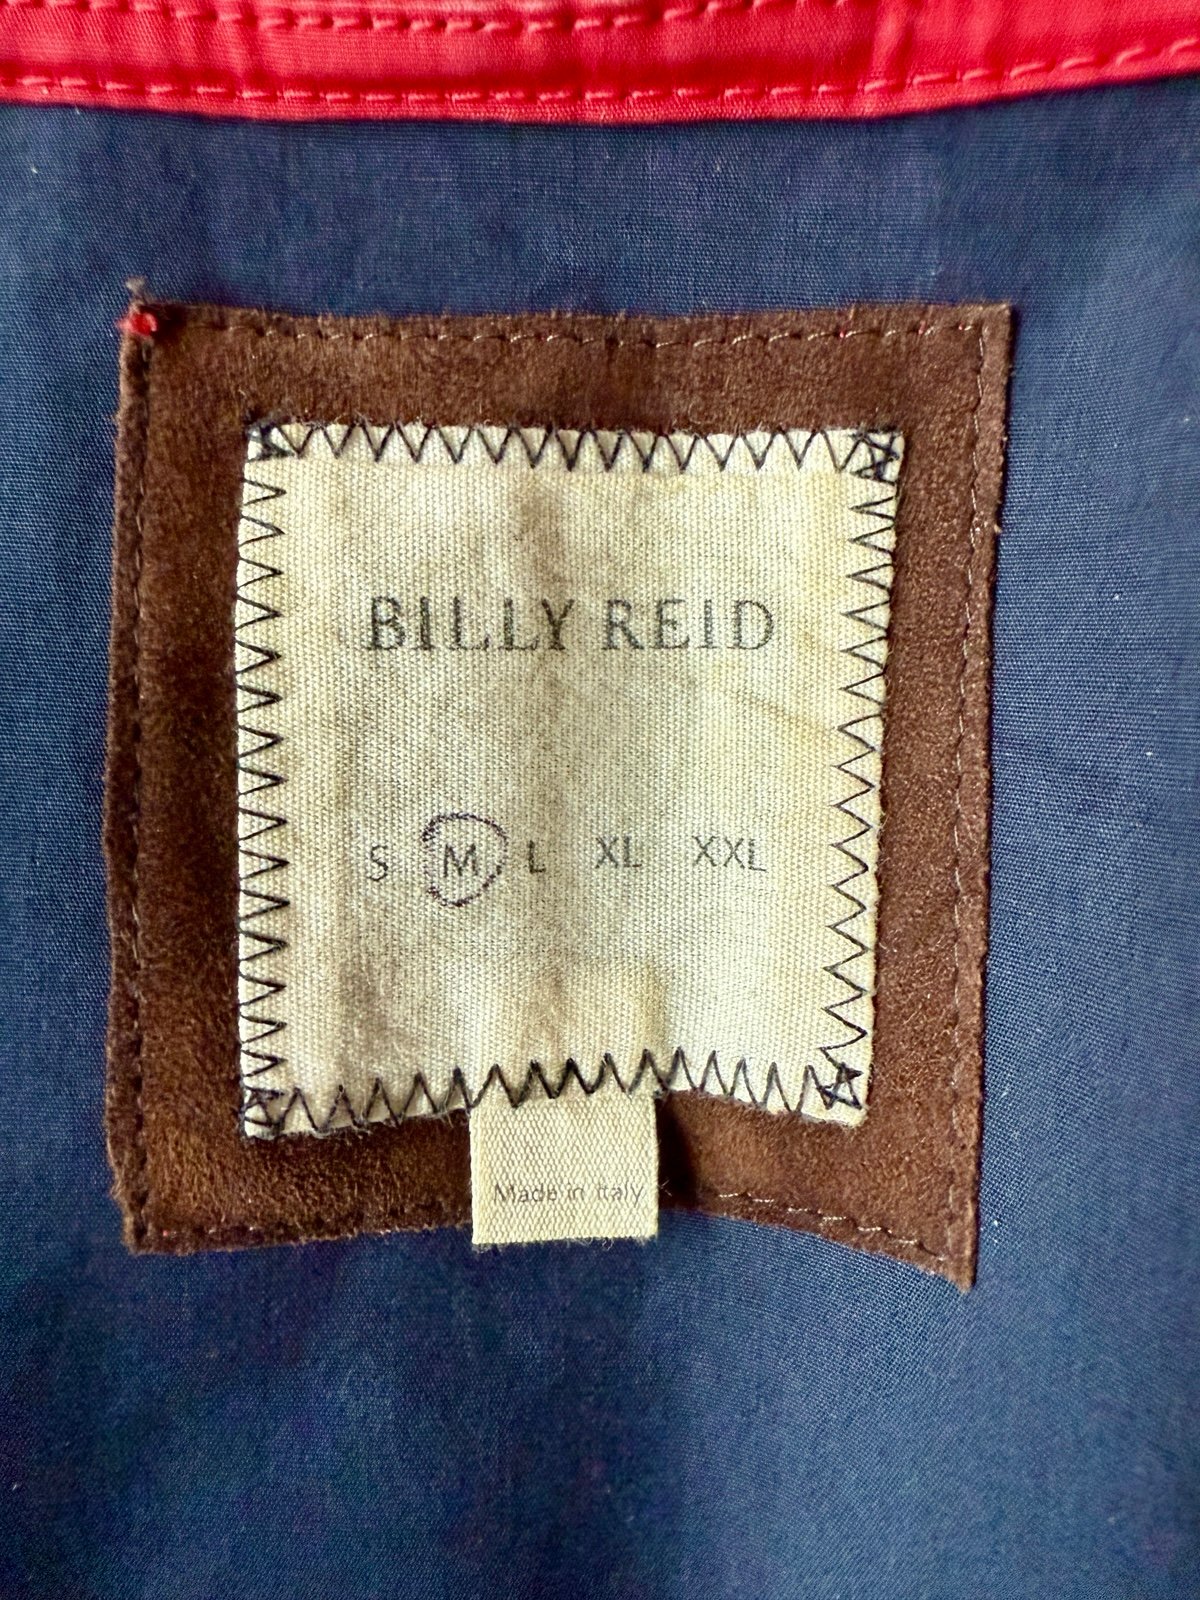 BILLY REID
S M L XL XXL
Made in Italy